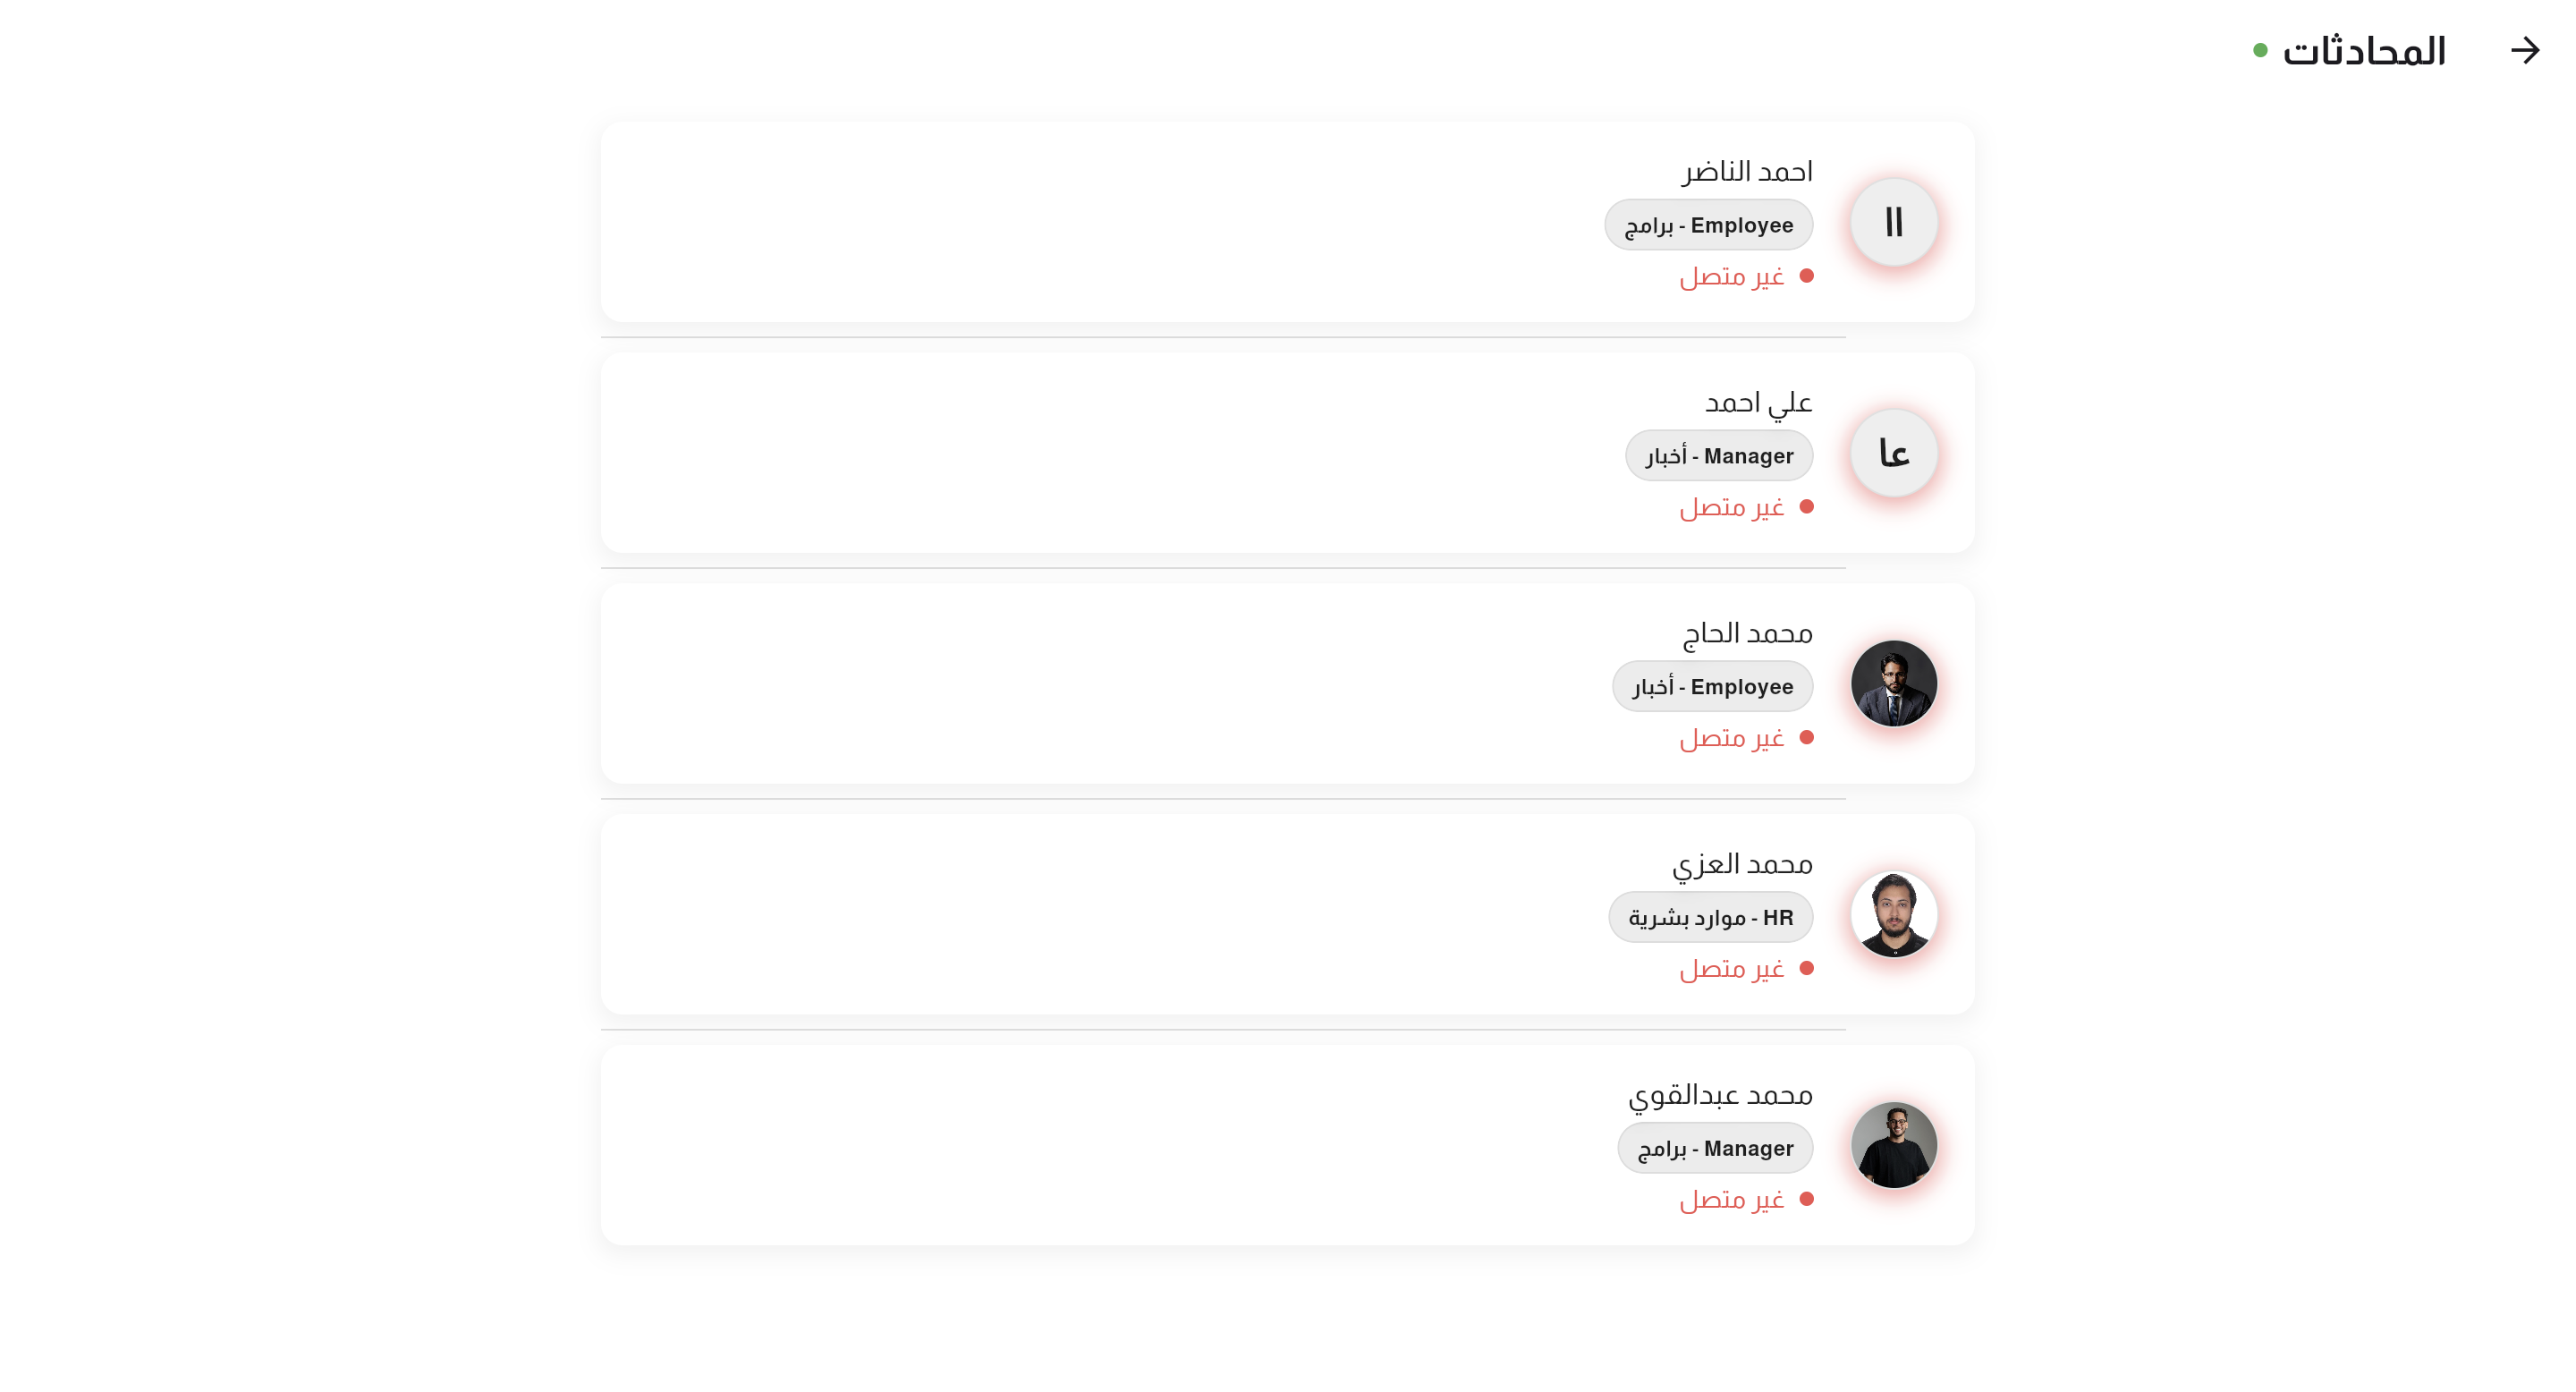 المحادثات
احمد الناضر
اا
Employee - برامج
غير متصل
علي احمد
عا
Manager - أخبار
غير متصل
محمد الحاج
Employee - أخبار
غير متصل
محمد العزي
HR - موارد بشرية
غير متصل
محمد عبدالقوي
Manager - برامج
غير متصل